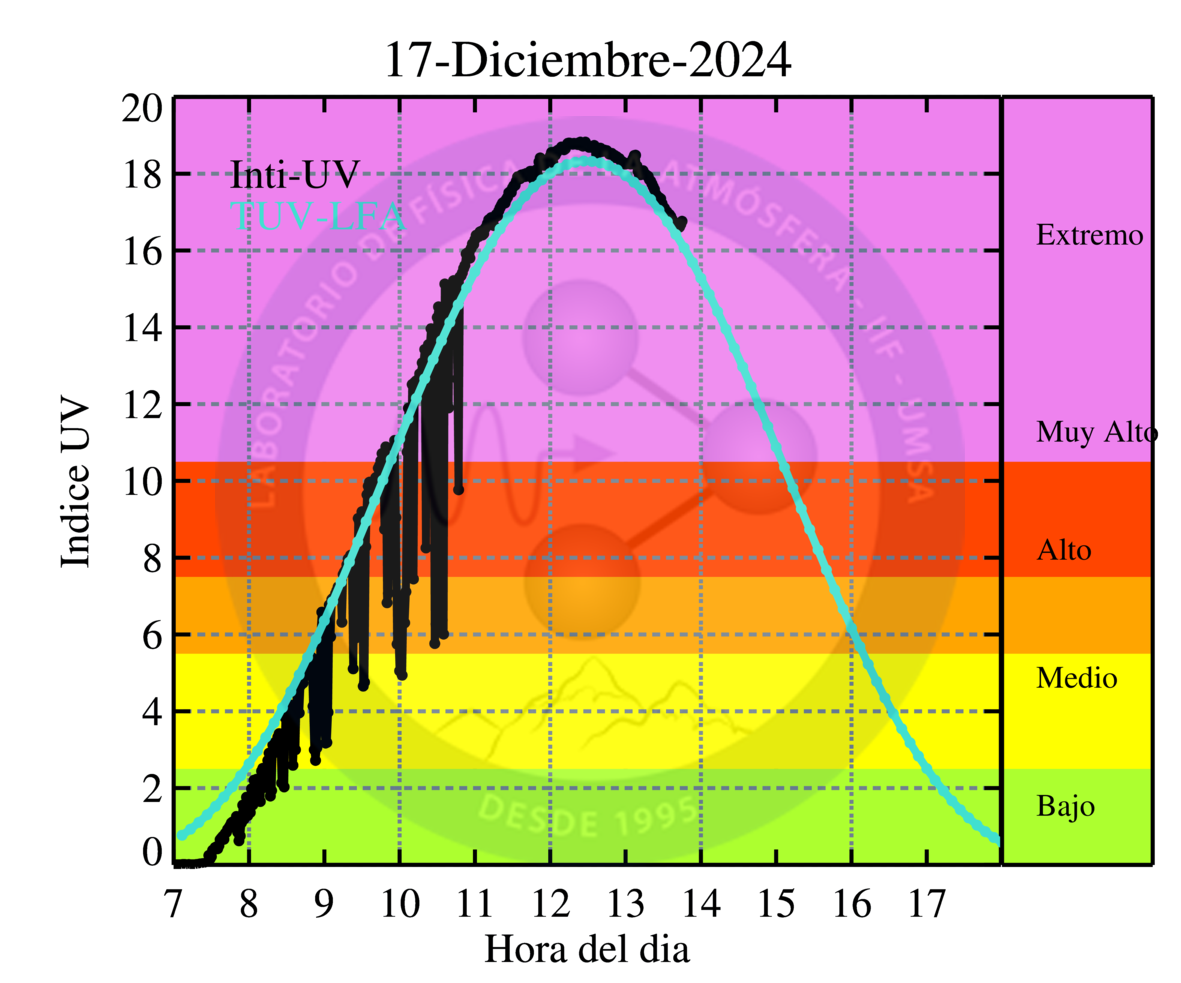 17-Diciembre-2024
20
18
16
14
12
10
8
6
4
2
0
Indice UV
Inti-UV
TUV-LFA
LABORATORIO DE FÍSICA DE LA ATMÓSFERA - IIF - UMSA
DESDE 1995
Extremo
Muy Alto
Alto
Medio
Bajo
7 8 9 10 11 12 13 14 15 16 17
Hora del dia